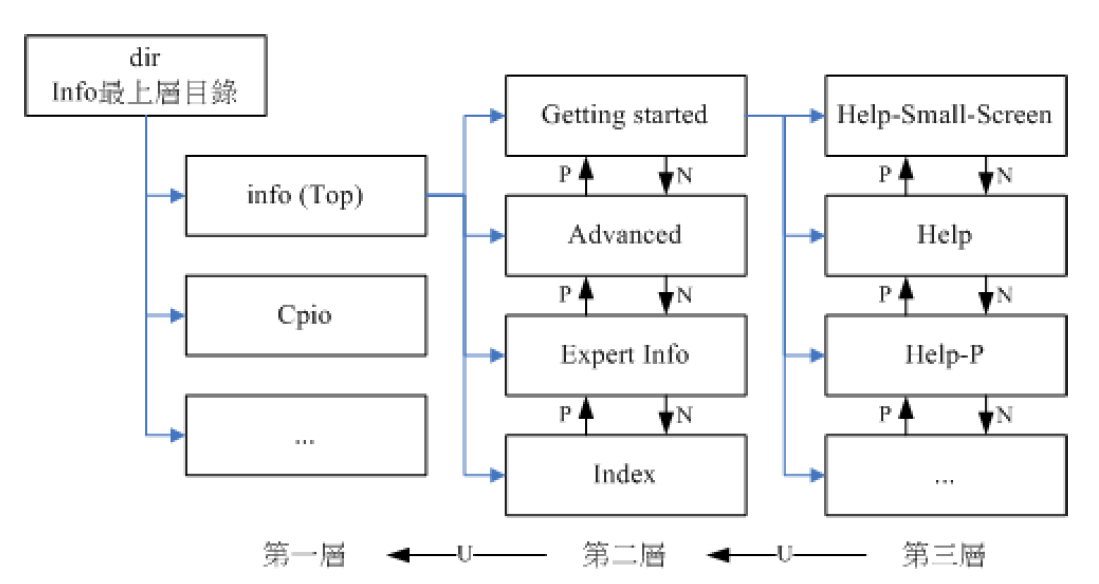 dir
Info最上層目錄
info (Top)
Cpio
...
Getting started
P
N
Advanced
P
N
Expert Info
P
N
Index
Help-Small-Screen
P
N
Help
P
N
Help-P
P
N
...
第一層
U
第二層
U
第三層